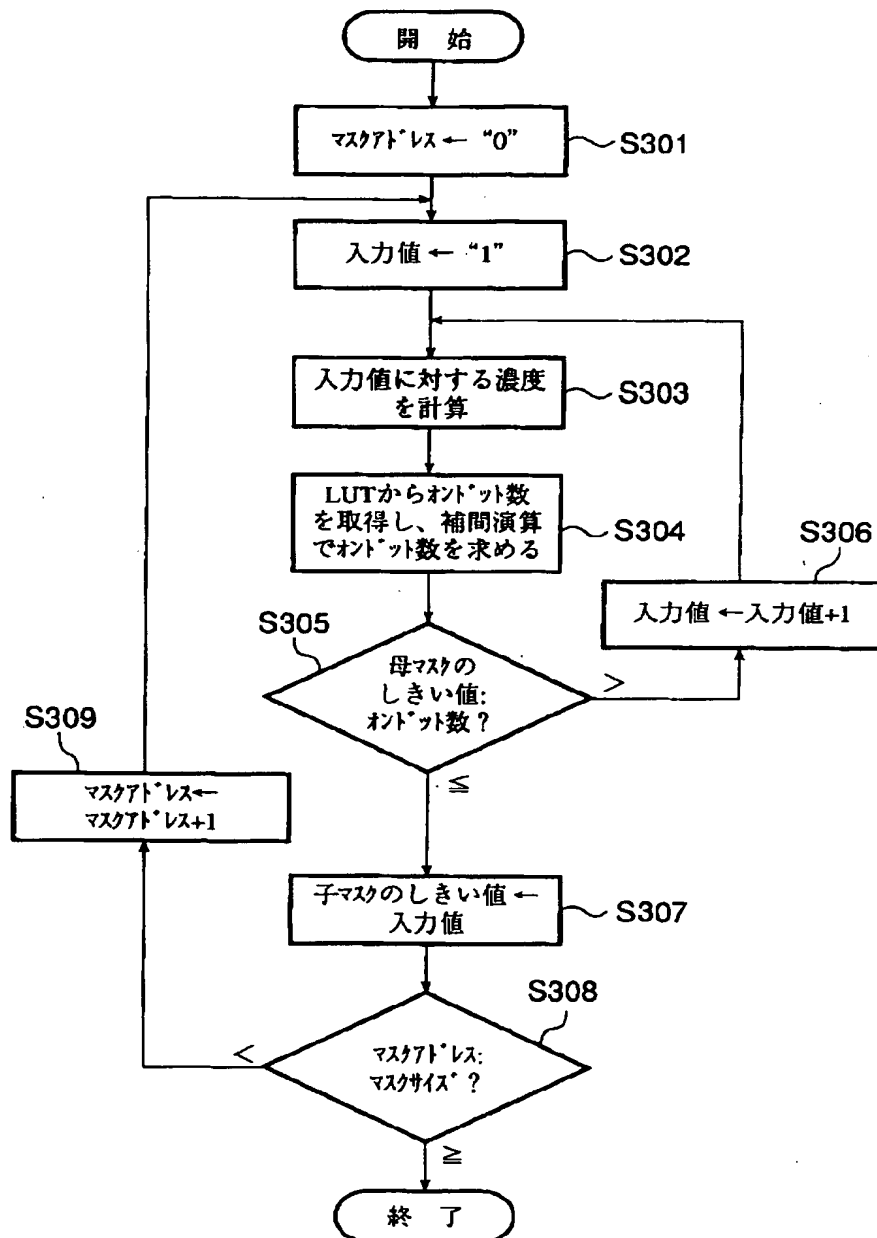 開 始
マスクアドレス← “0”
S301
入力値← “1”
S302
入力値に対する濃度
を計算
S303
LUTからオンドット数
を取得し、補間演算
でオンドット数を求める
S304
S306
入力値←入力値+1
S305
母マスクの
しきい値:
オンドット数?
>
≦
S309
マスクアドレス←
マスクアドレス+1
子マスクのしきい値←
入力値
S307
S308
マスクアドレス:
マスクサイズ?
<
≧
終 了